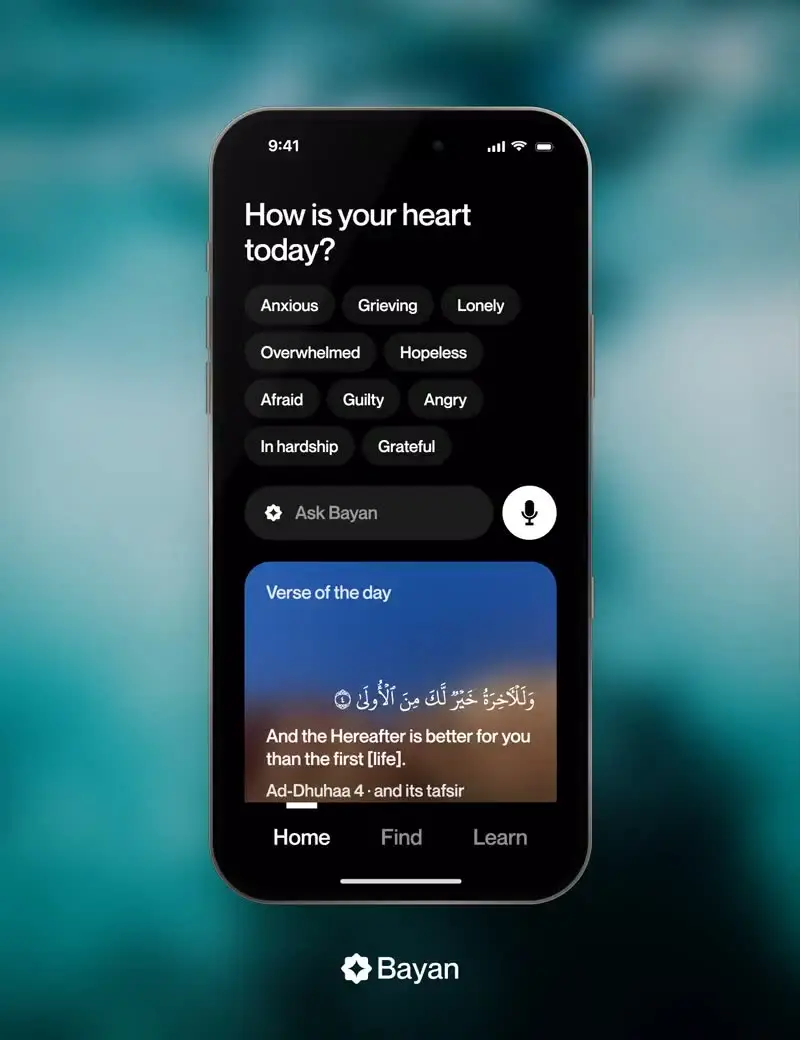 9:41
How is your heart
today?
Anxious
Grieving
Lonely
Overwhelmed
Hopeless
Afraid
Guilty
Angry
In hardship
Grateful
Ask Bayan
Verse of the day
وَلَلْآخِرَةُ خَيْرٌ لَّكَ مِنَ ٱلْأُولَىٰ ٤
And the Hereafter is better for you
than the first [life].
Ad-Dhuhaa 4 · and its tafsir
Home
Find
Learn
Bayan